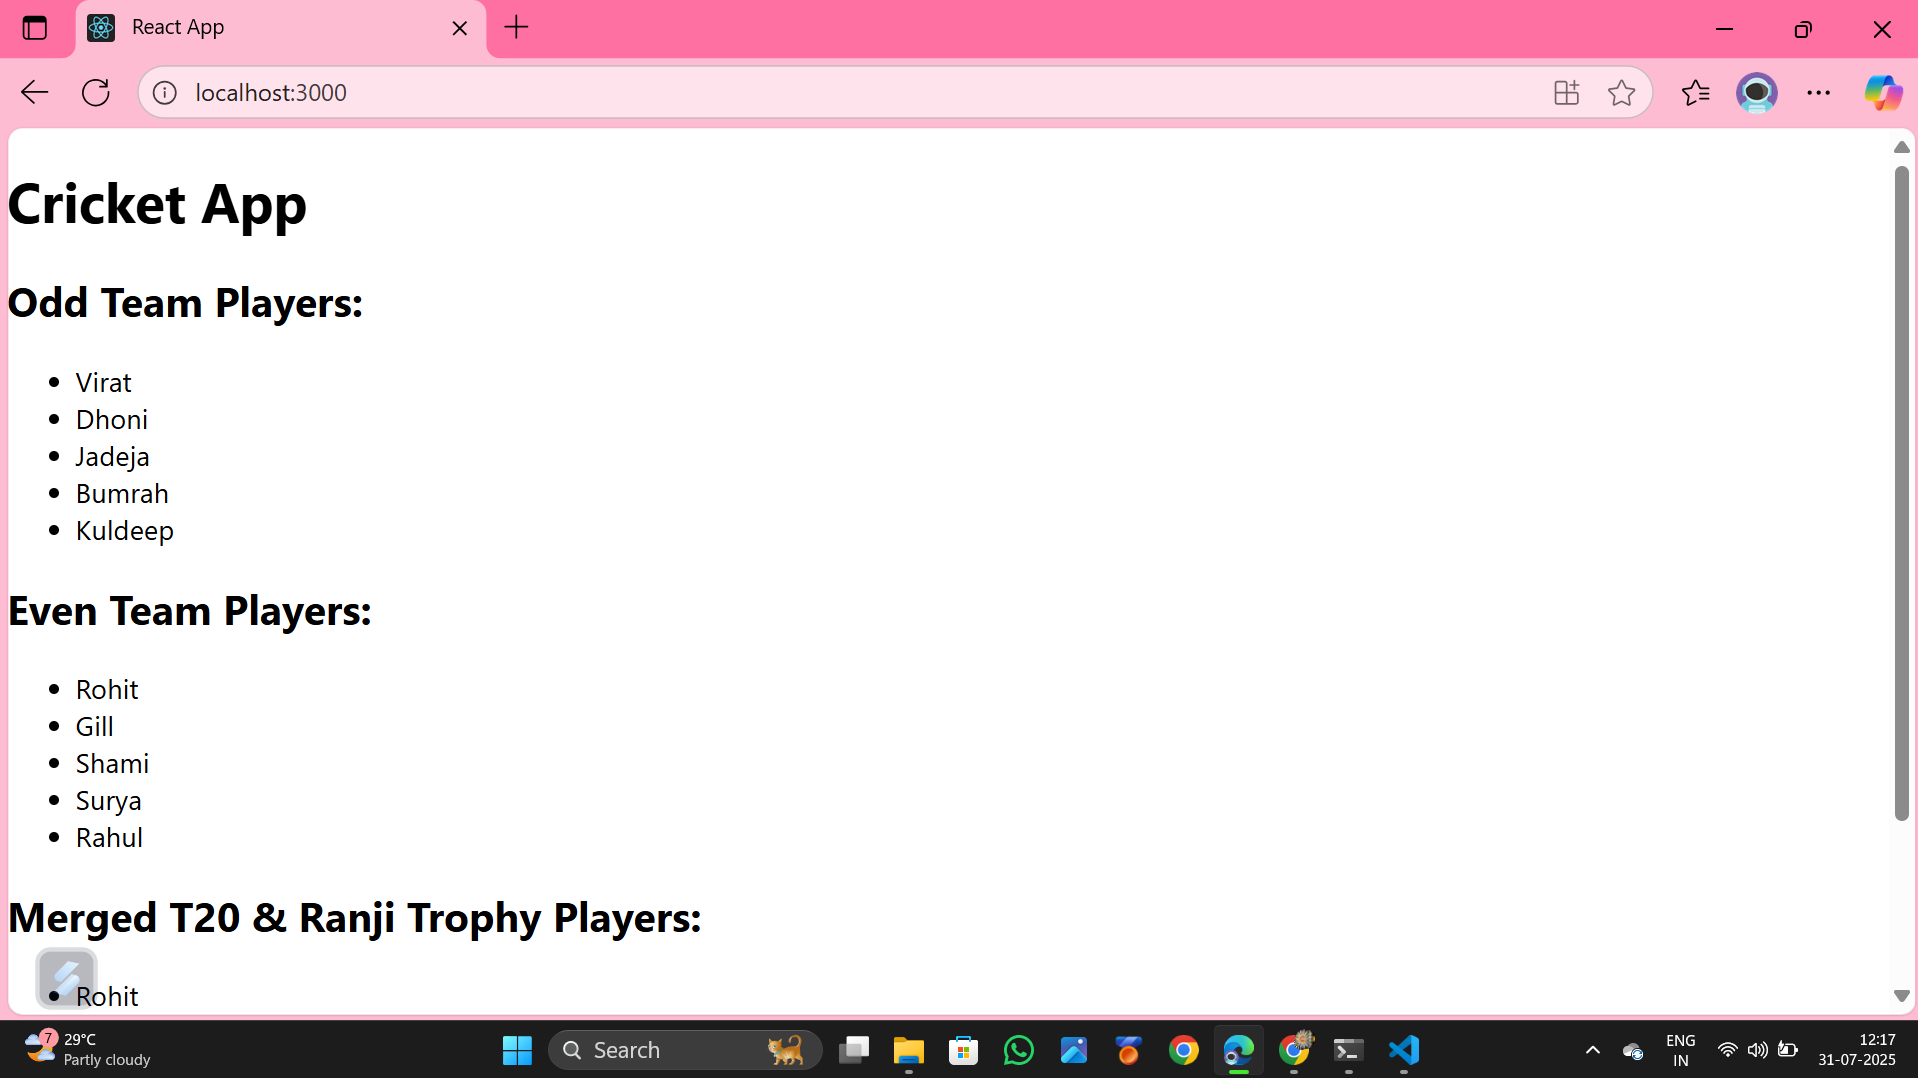 React App
localhost:3000
Cricket App
Odd Team Players:
Virat
Dhoni
Jadeja
Bumrah
Kuldeep
Even Team Players:
Rohit
Gill
Shami
Surya
Rahul
Merged T20 & Ranji Trophy Players:
Rohit
7
29°C
Partly cloudy
Search
ENG
IN
12:17
31-07-2025